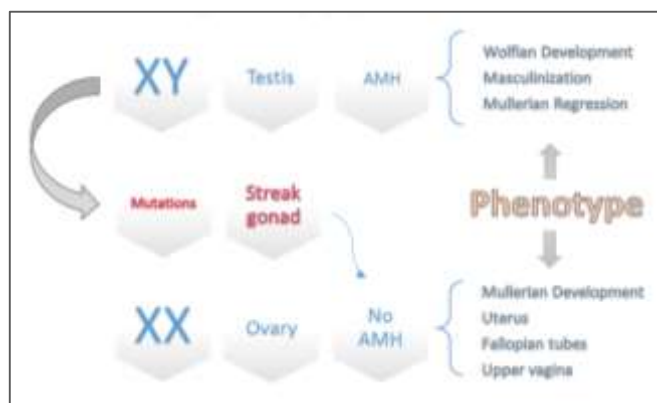 XY
Testis
AMH
Wolfian Development
Masculinization
Mullerian Regression
Mutations
Streak
gonad
Phenotype
XX
Ovary
No
AMH
Mullerian Development
Uterus
Fallopian tubes
Upper vagina